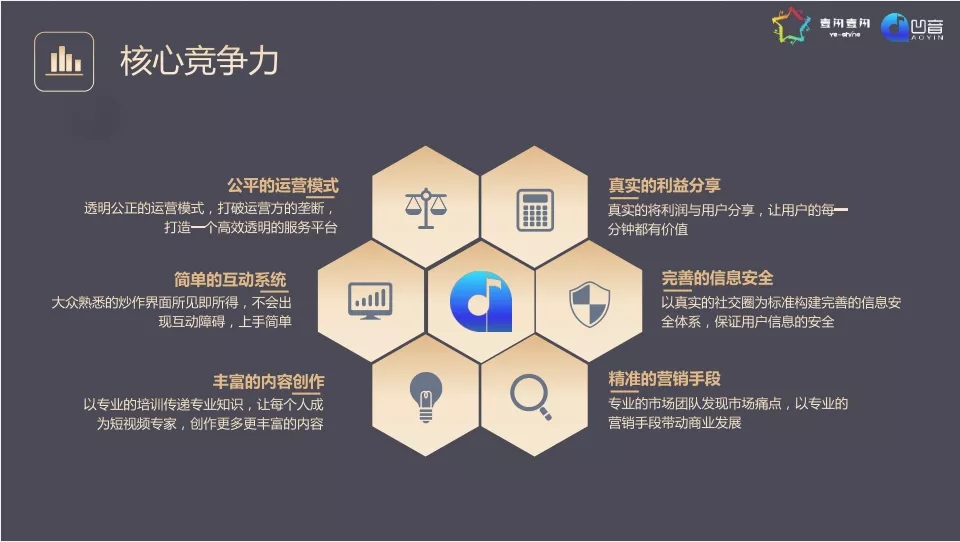 核心竞争力
凹音
AOYIN
公平的运营模式
透明公正的运营模式，打破运营方的垄断，
打造一个高效透明的服务平台
真实的利益分享
真实的将利润与用户分享，让用户的每一
分钟都有价值
简单的互动系统
大众熟悉的炒作界面所见即所得，不会出
现互动障碍，上手简单
完善的信息安全
以真实的社交圈为标准构建完善的信息安
全体系，保证用户信息的安全
丰富的内容创作
以专业的培训传递专业知识，让每个人成
为短视频专家，创作更多更丰富的内容
精准的营销手段
专业的市场团队发现市场痛点，以专业的
营销手段带动商业发展